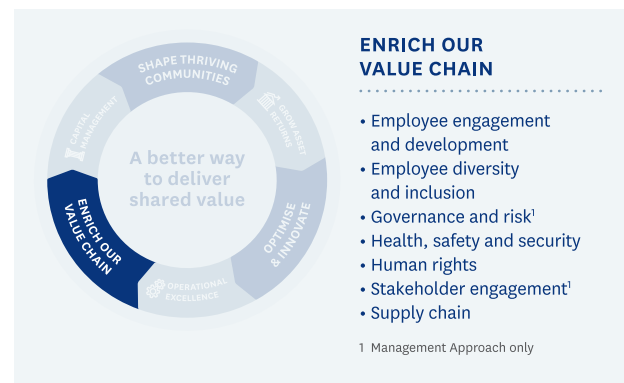 SHAPE THRIVING
COMMUNITIES
CAPITAL
MANAGEMENT
GROW ASSET
RETURNS
A better way
to deliver
shared value
ENRICH OUR
VALUE CHAIN
OPTIMISE
& INNOVATE
OPERATIONAL
EXCELLENCE
ENRICH OUR
VALUE CHAIN
• Employee engagement
and development
• Employee diversity
and inclusion
• Governance and risk¹
• Health, safety and security
• Human rights
• Stakeholder engagement¹
• Supply chain
1 Management Approach only